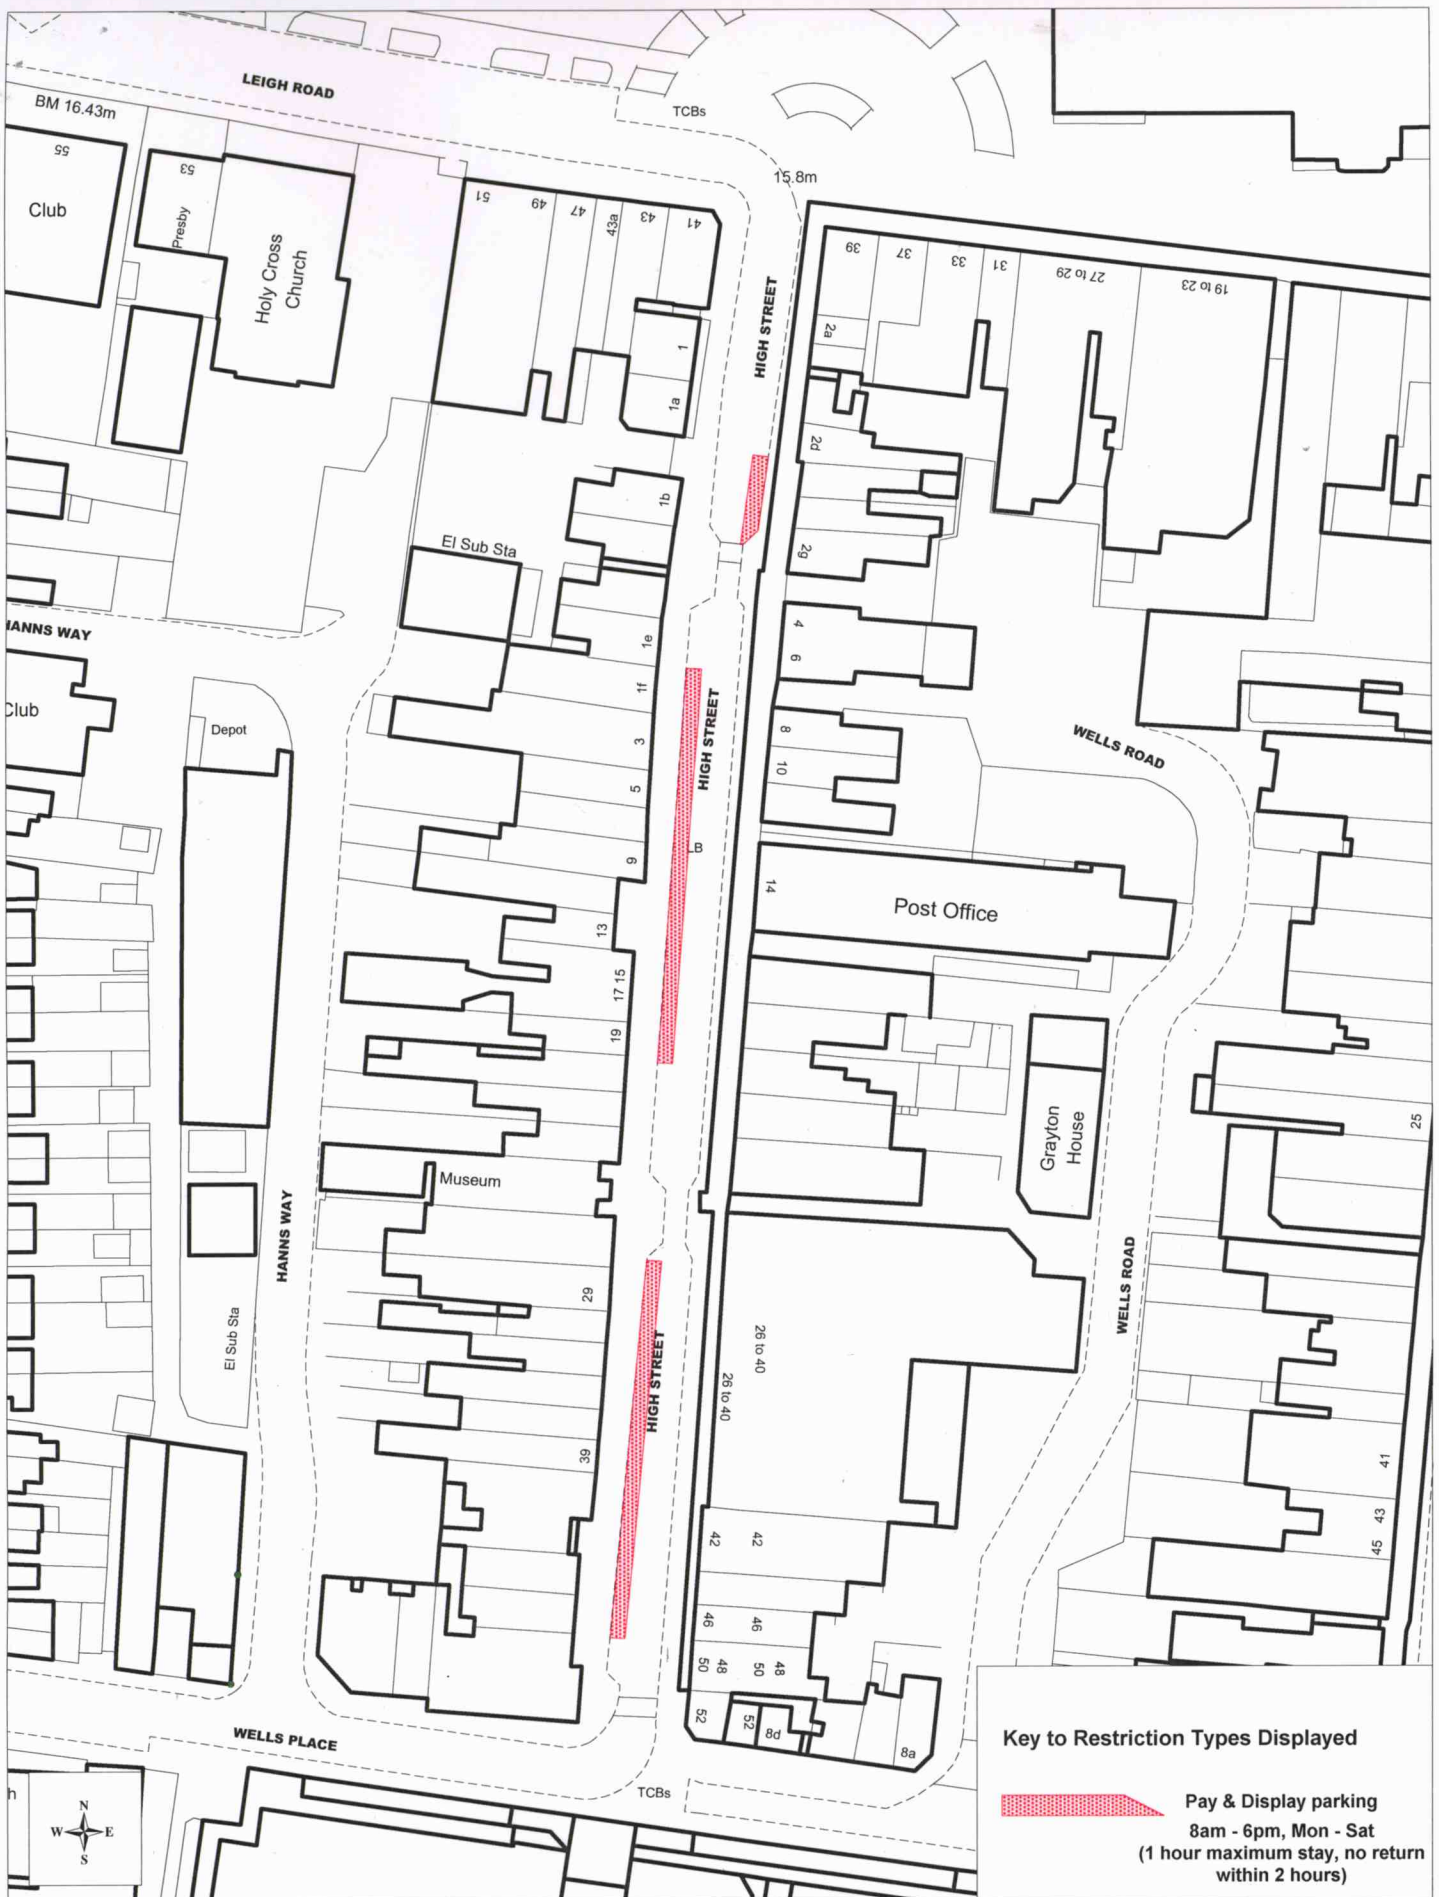 LEIGH ROAD
BM 16.43m
TCBs
15.8m
55
Club
53
Presby
Holy Cross
Church
51
49
47
43a
43
41
39
37
33
31
27 to 29
19 to 23
HIGH STREET
1
1a
2a
2d
1b
2g
El Sub Sta
HANNS WAY
1e
4
6
1f
Club
Depot
3
HIGH STREET
8
10
WELLS ROAD
5
LB
9
14
Post Office
13
17 15
19
Grayton
House
25
Museum
HANNS WAY
29
WELLS ROAD
El Sub Sta
26 to 40
26 to 40
HIGH STREET
39
41
43
45
42
42
46
46
48
50
48
50
52
52
8d
8a
WELLS PLACE
TCBs
h
N
W E
S
Key to Restriction Types Displayed
Pay & Display parking
8am - 6pm, Mon - Sat
(1 hour maximum stay, no return
within 2 hours)